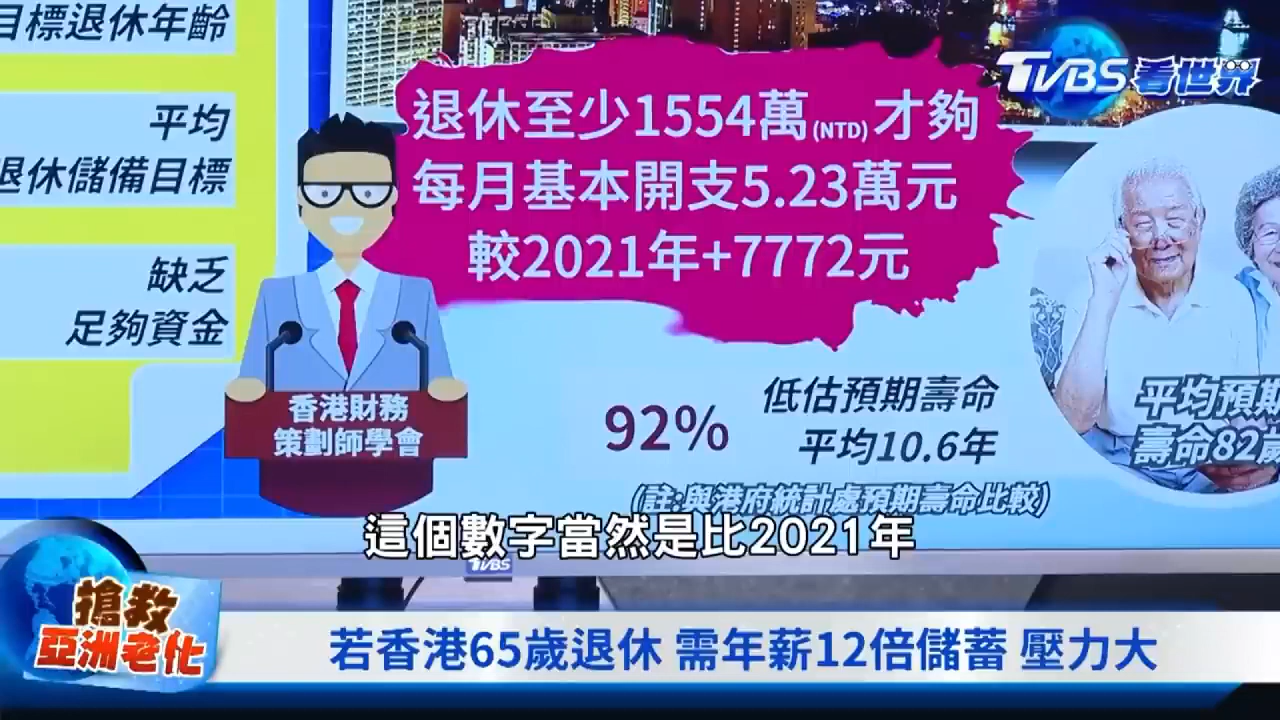 目標退休年齡
平均
退休儲備目標
缺乏
足夠資金
TVBS看世界
退休至少1554萬(NTD)才夠
每月基本開支5.23萬元
較2021年+7772元
香港財務
策劃師學會
92%
低估預期壽命
平均10.6年
(註:與港府統計處預期壽命比較)
平均預期
壽命82歲
這個數字當然是比2021年
TVBS
搶救
亞洲老化
若香港65歲退休 需年薪12倍儲蓄 壓力大